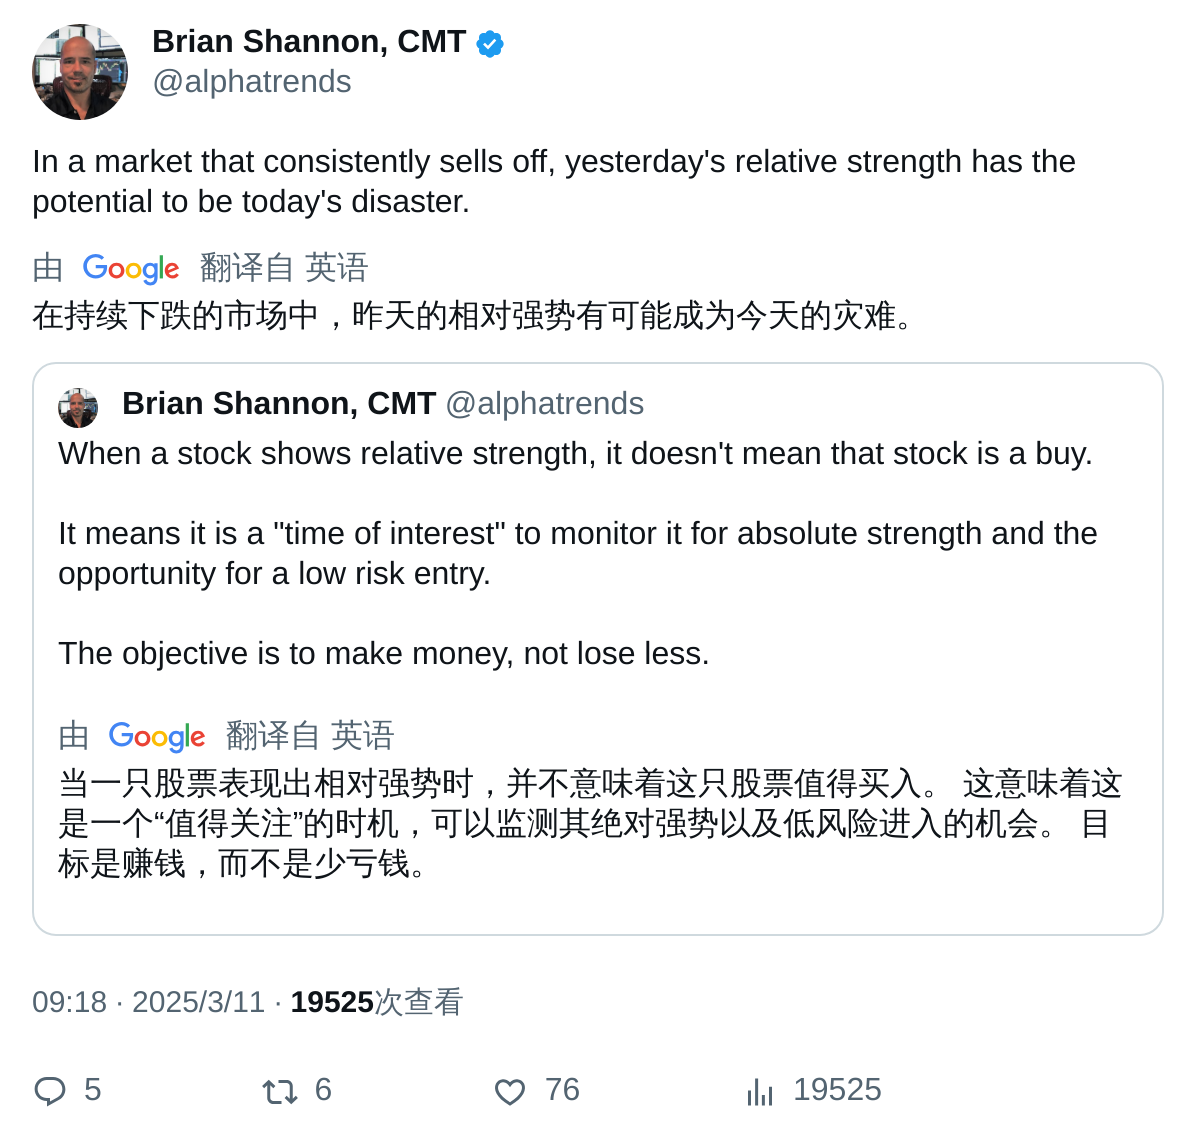 Brian Shannon, CMT
@alphatrends
In a market that consistently sells off, yesterday's relative strength has the
potential to be today's disaster.
由 Google 翻译自 英语
在持续下跌的市场中，昨天的相对强势有可能成为今天的灾难。
Brian Shannon, CMT @alphatrends
When a stock shows relative strength, it doesn't mean that stock is a buy.
It means it is a "time of interest" to monitor it for absolute strength and the
opportunity for a low risk entry.
The objective is to make money, not lose less.
由 Google 翻译自 英语
当一只股票表现出相对强势时，并不意味着这只股票值得买入。 这意味着这
是一个“值得关注”的时机，可以监测其绝对强势以及低风险进入的机会。 目
标是赚钱，而不是少亏钱。
09:18 · 2025/3/11 · 19525次查看
5 6 76 19525